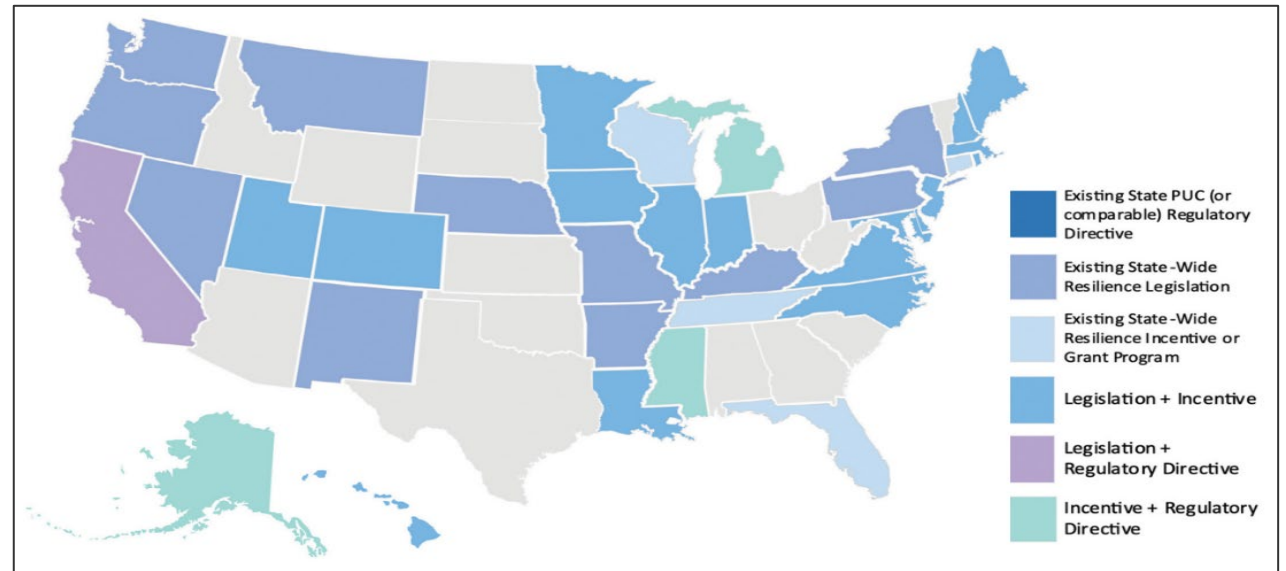 Existing State PUC (or
comparable) Regulatory
Directive
Existing State-Wide
Resilience Legislation
Existing State-Wide
Resilience Incentive or
Grant Program
Legislation + Incentive
Legislation +
Regulatory Directive
Incentive + Regulatory
Directive